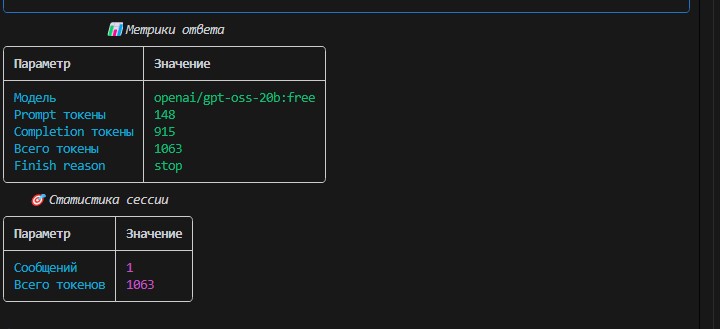 📊 Метрики ответа
Параметр Значение
Модель openai/gpt-oss-20b:free
Prompt токены 148
Completion токены 915
Всего токены 1063
Finish reason stop
🎯 Статистика сессии
Параметр Значение
Сообщений 1
Всего токенов 1063